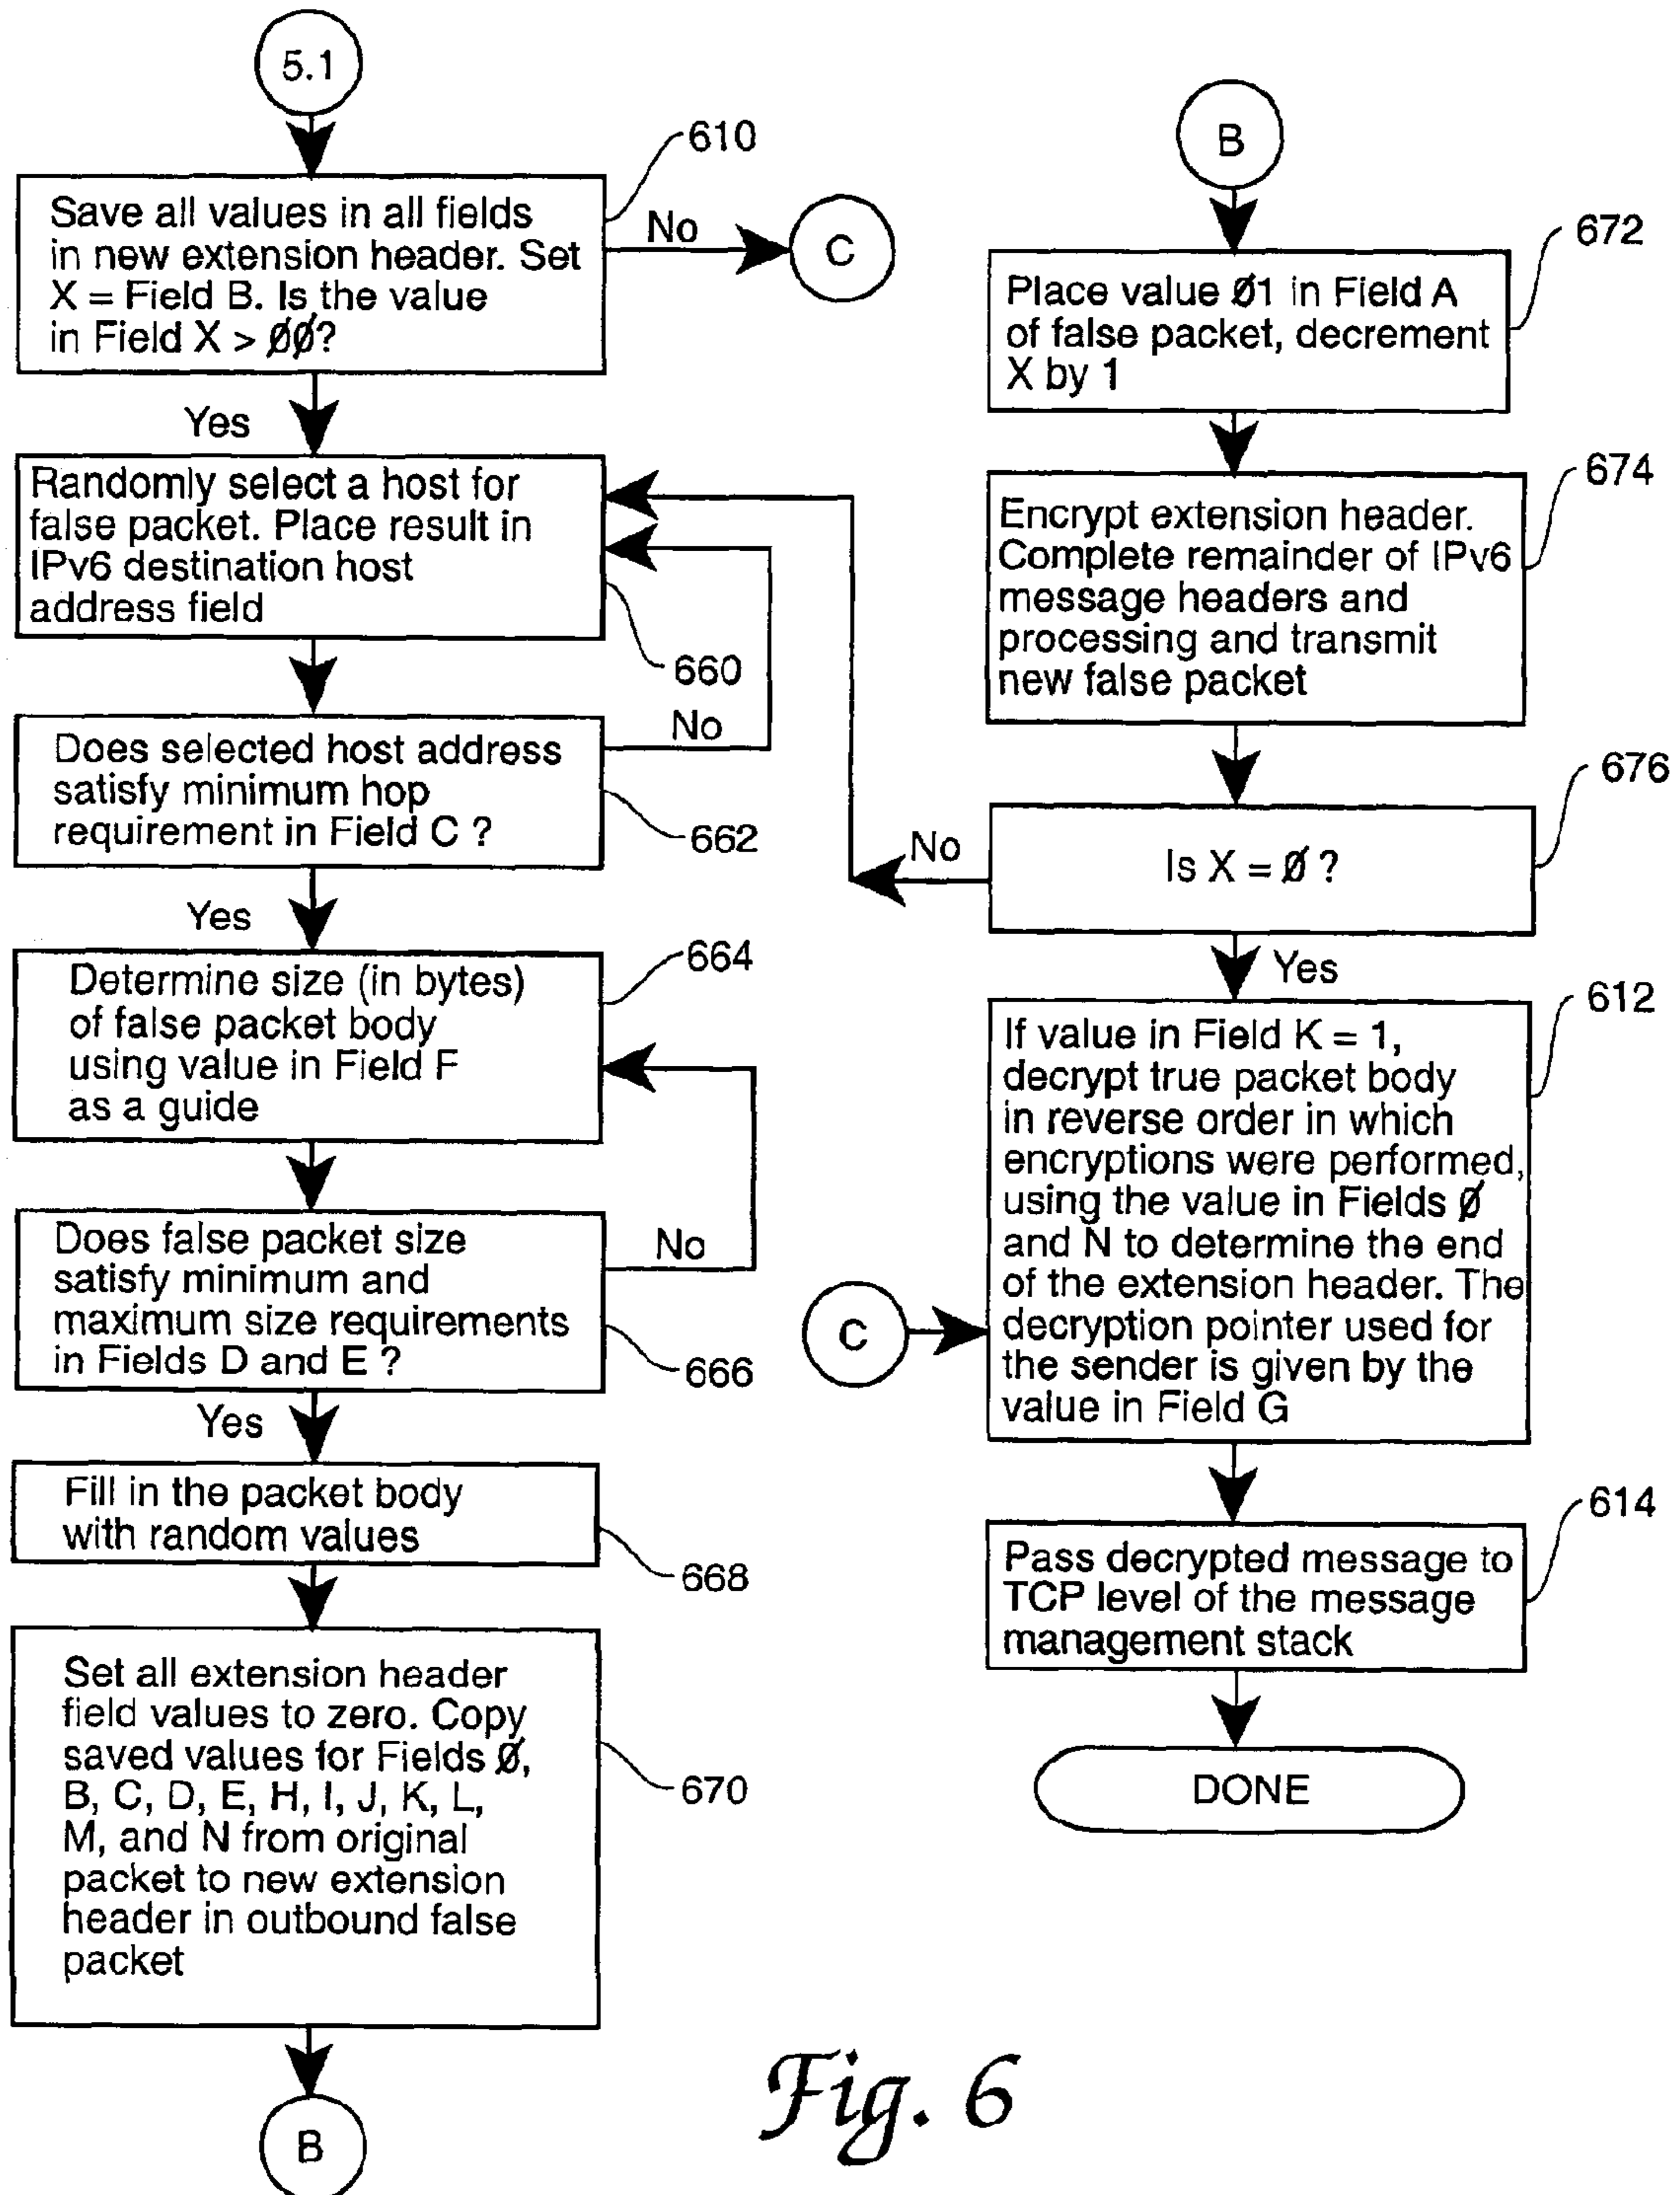 5.1
610
Save all values in all fields
in new extension header. Set
X = Field B. Is the value
in Field X > ØØ?
No
C
Yes
Randomly select a host for
false packet. Place result in
IPv6 destination host
address field
660
Does selected host address
satisfy minimum hop
requirement in Field C ?
No
662
Yes
Determine size (in bytes)
of false packet body
using value in Field F
as a guide
664
Does false packet size
satisfy minimum and
maximum size requirements
in Fields D and E ?
No
666
Yes
Fill in the packet body
with random values
668
Set all extension header
field values to zero. Copy
saved values for Fields Ø,
B, C, D, E, H, I, J, K, L,
M, and N from original
packet to new extension
header in outbound false
packet
670
B
B
672
Place value Ø1 in Field A
of false packet, decrement
X by 1
674
Encrypt extension header.
Complete remainder of IPv6
message headers and
processing and transmit
new false packet
676
Is X = Ø ?
No
Yes
612
If value in Field K = 1,
decrypt true packet body
in reverse order in which
encryptions were performed,
using the value in Fields Ø
and N to determine the end
of the extension header. The
decryption pointer used for
the sender is given by the
value in Field G
C
614
Pass decrypted message to
TCP level of the message
management stack
DONE
Fig. 6